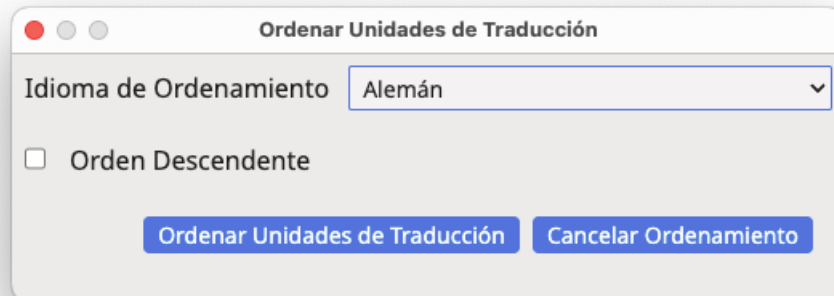 Ordenar Unidades de Traducción
Idioma de Ordenamiento Alemán
Orden Descendente
Ordenar Unidades de Traducción Cancelar Ordenamiento